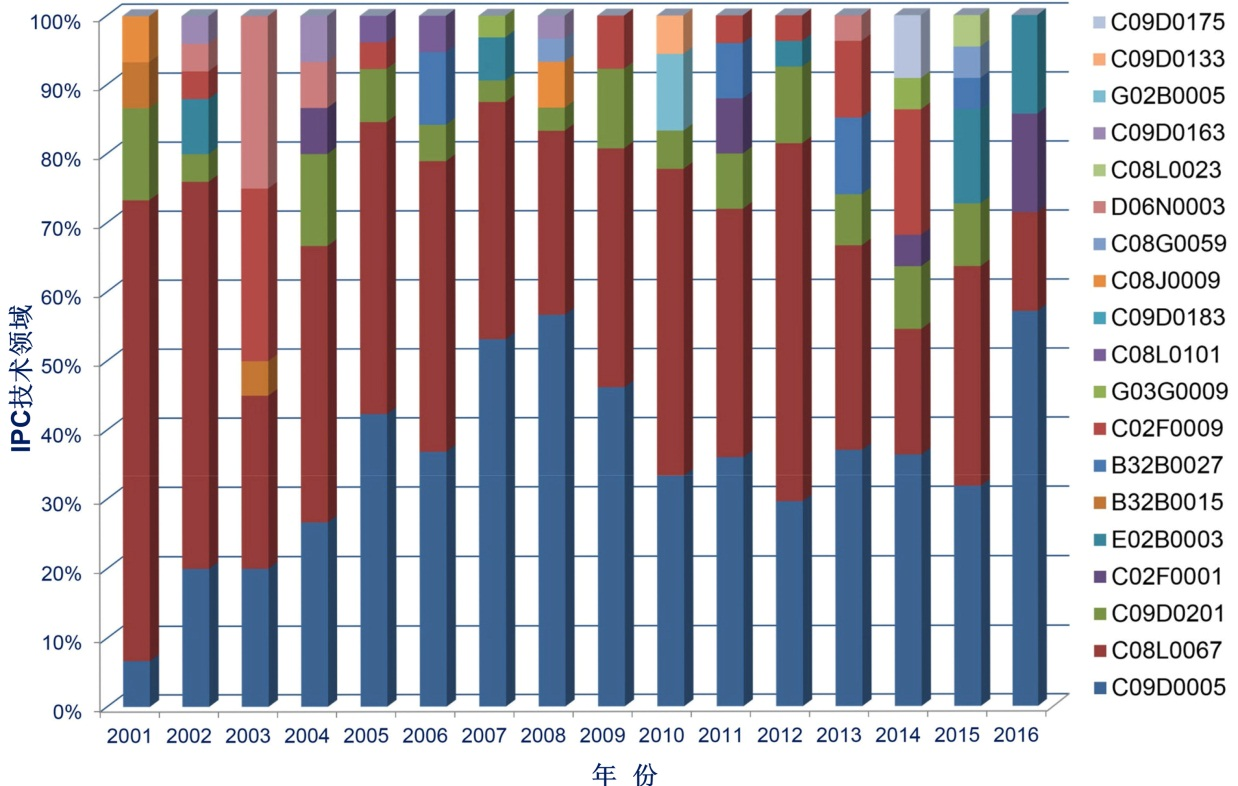 100%
90%
80%
70%
60%
50%
40%
30%
20%
10%
0%
IPC技术领域
2001 2002 2003 2004 2005 2006 2007 2008 2009 2010 2011 2012 2013 2014 2015 2016
年 份
C09D0175
C09D0133
G02B0005
C09D0163
C08L0023
D06N0003
C08G0059
C08J0009
C09D0183
C08L0101
G03G0009
C02F0009
B32B0027
B32B0015
E02B0003
C02F0001
C09D0201
C08L0067
C09D0005